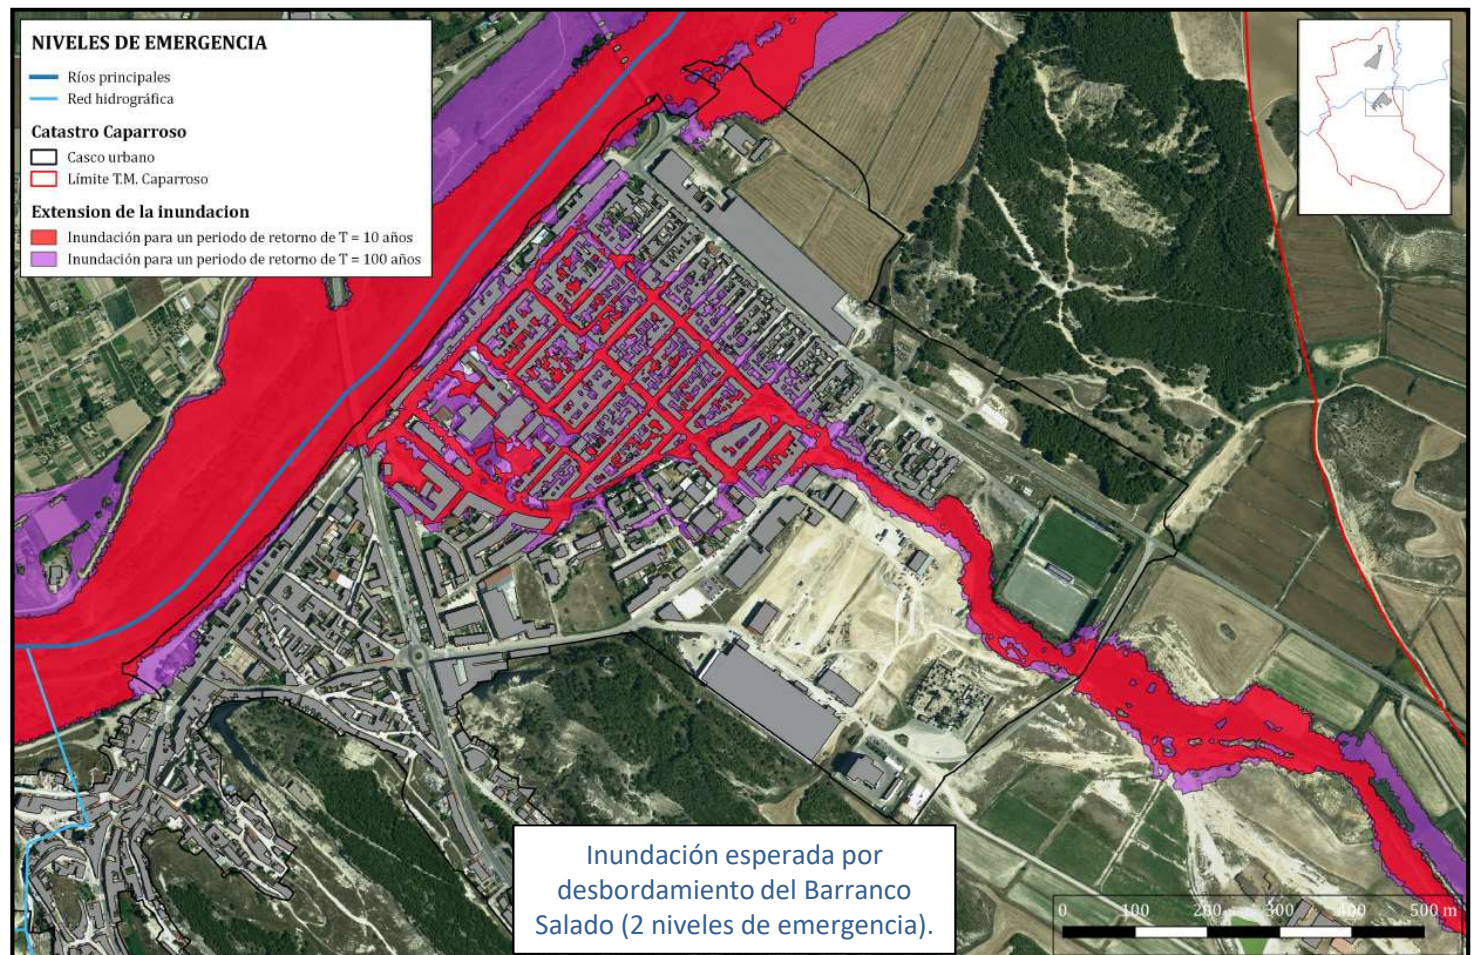 NIVELES DE EMERGENCIA
Ríos principales
Red hidrográfica
Catastro Caparroso
Casco urbano
Límite T.M. Caparroso
Extension de la inundacion
Inundación para un periodo de retorno de T = 10 años
Inundación para un periodo de retorno de T = 100 años
Inundación esperada por
desbordamiento del Barranco
Salado (2 niveles de emergencia).
0 100 200 300 400 500 m